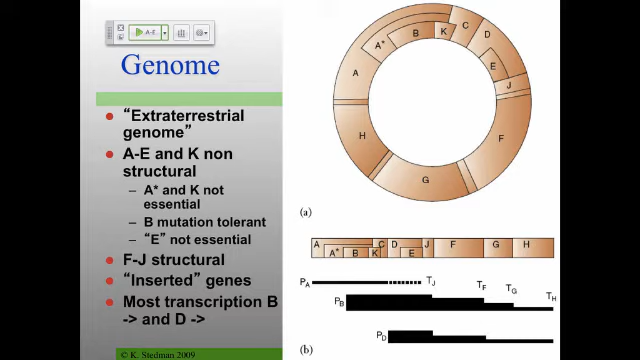 A-E
Genome
“Extraterrestrial
genome”
A-E and K non
structural
– A* and K not
essential
– B mutation tolerant
– “E” not essential
F-J structural
“Inserted” genes
Most transcription B
-> and D ->
© K. Stedman 2009
A
A*
B
K
C
D
E
J
F
G
H
(a)
A A* B K C D E J F G H
PA TJ
PB TF TG TH
PD
(b)